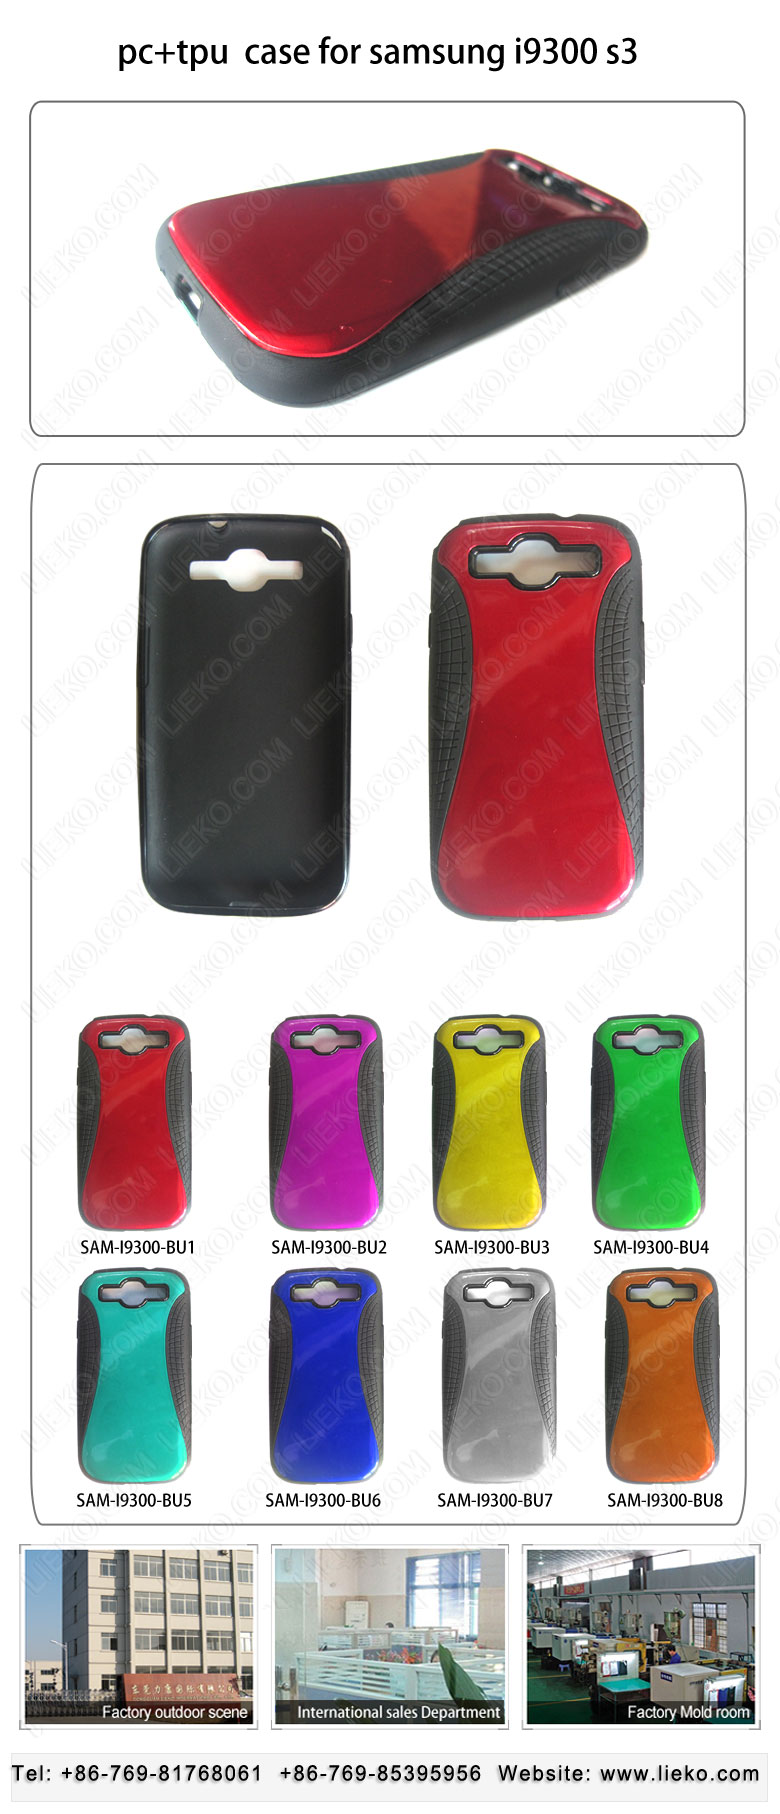 pc+tpu case for samsung i9300 s3
LIEKO.COM
SAM-I9300-BU1 SAM-I9300-BU2 SAM-I9300-BU3 SAM-I9300-BU4
SAM-I9300-BU5 SAM-I9300-BU6 SAM-I9300-BU7 SAM-I9300-BU8
Factory outdoor scene
International sales Department
Factory Mold room
Tel: +86-769-81768061 +86-769-85395956 Website: www.lieko.com